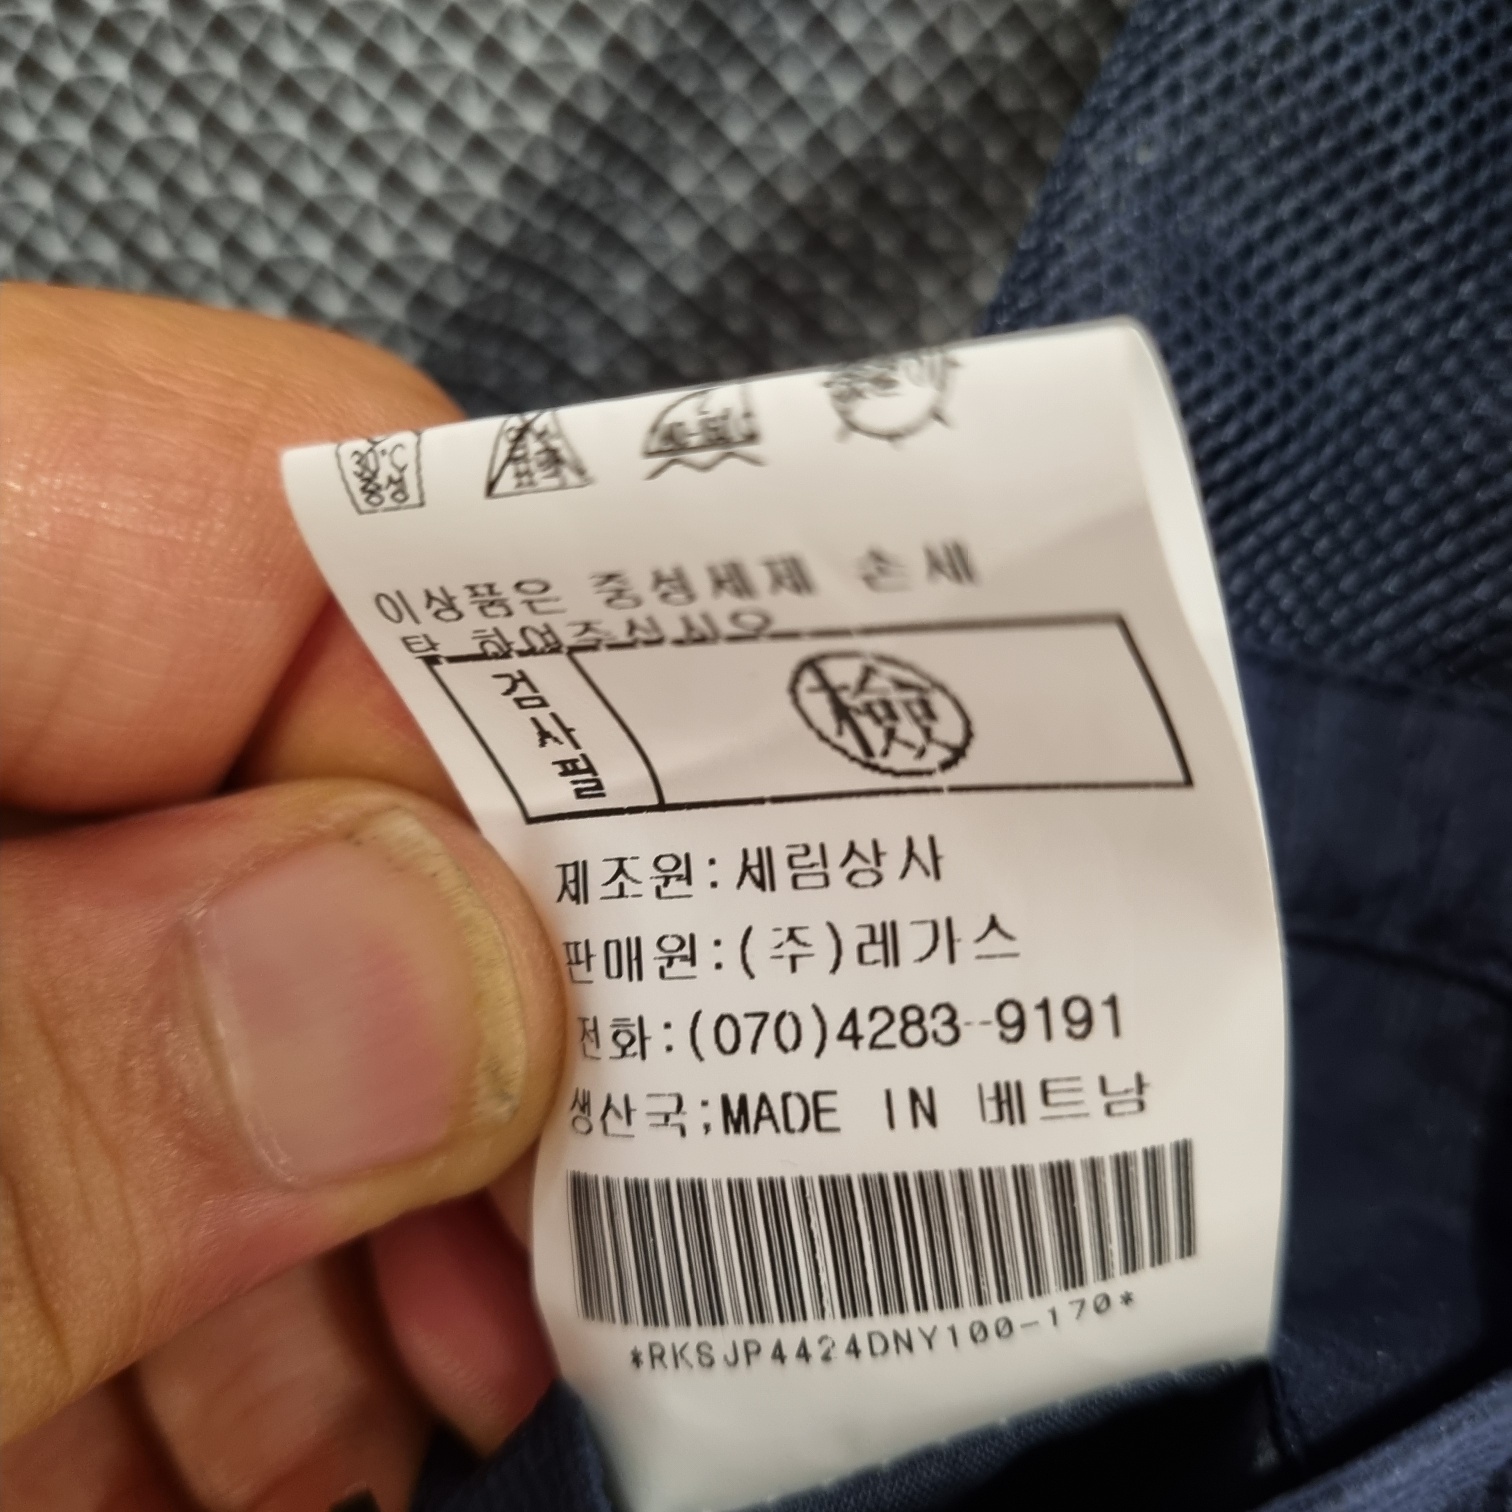 30℃
중성
이상품은 중성세제 손세
탁 하여주십시오
검사필
檢
제조원:세림상사
판매원:(주)레가스
전화:(070)4283-9191
생산국;MADE IN 베트남
*RKSJP4424DNY100-170*